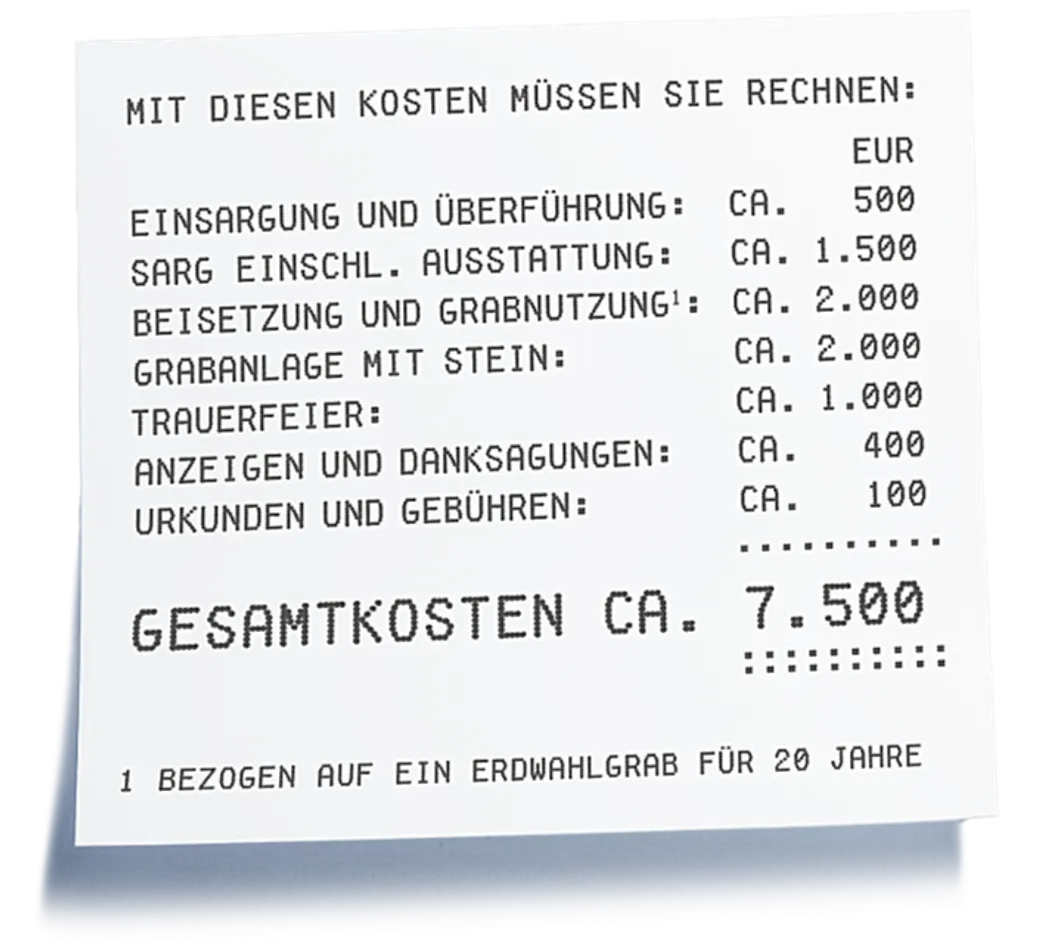 MIT DIESEN KOSTEN MÜSSEN SIE RECHNEN:
EUR
EINSARGUNG UND ÜBERFÜHRUNG: CA. 500
SARG EINSCHL. AUSSTATTUNG: CA. 1.500
BEISETZUNG UND GRABNUTZUNG¹: CA. 2.000
GRABANLAGE MIT STEIN: CA. 2.000
TRAUERFEIER: CA. 1.000
ANZEIGEN UND DANKSAGUNGEN: CA. 400
URKUNDEN UND GEBÜHREN: CA. 100
..........
GESAMTKOSTEN CA. 7.500
::::::::::
1 BEZOGEN AUF EIN ERDWAHLGRAB FÜR 20 JAHRE